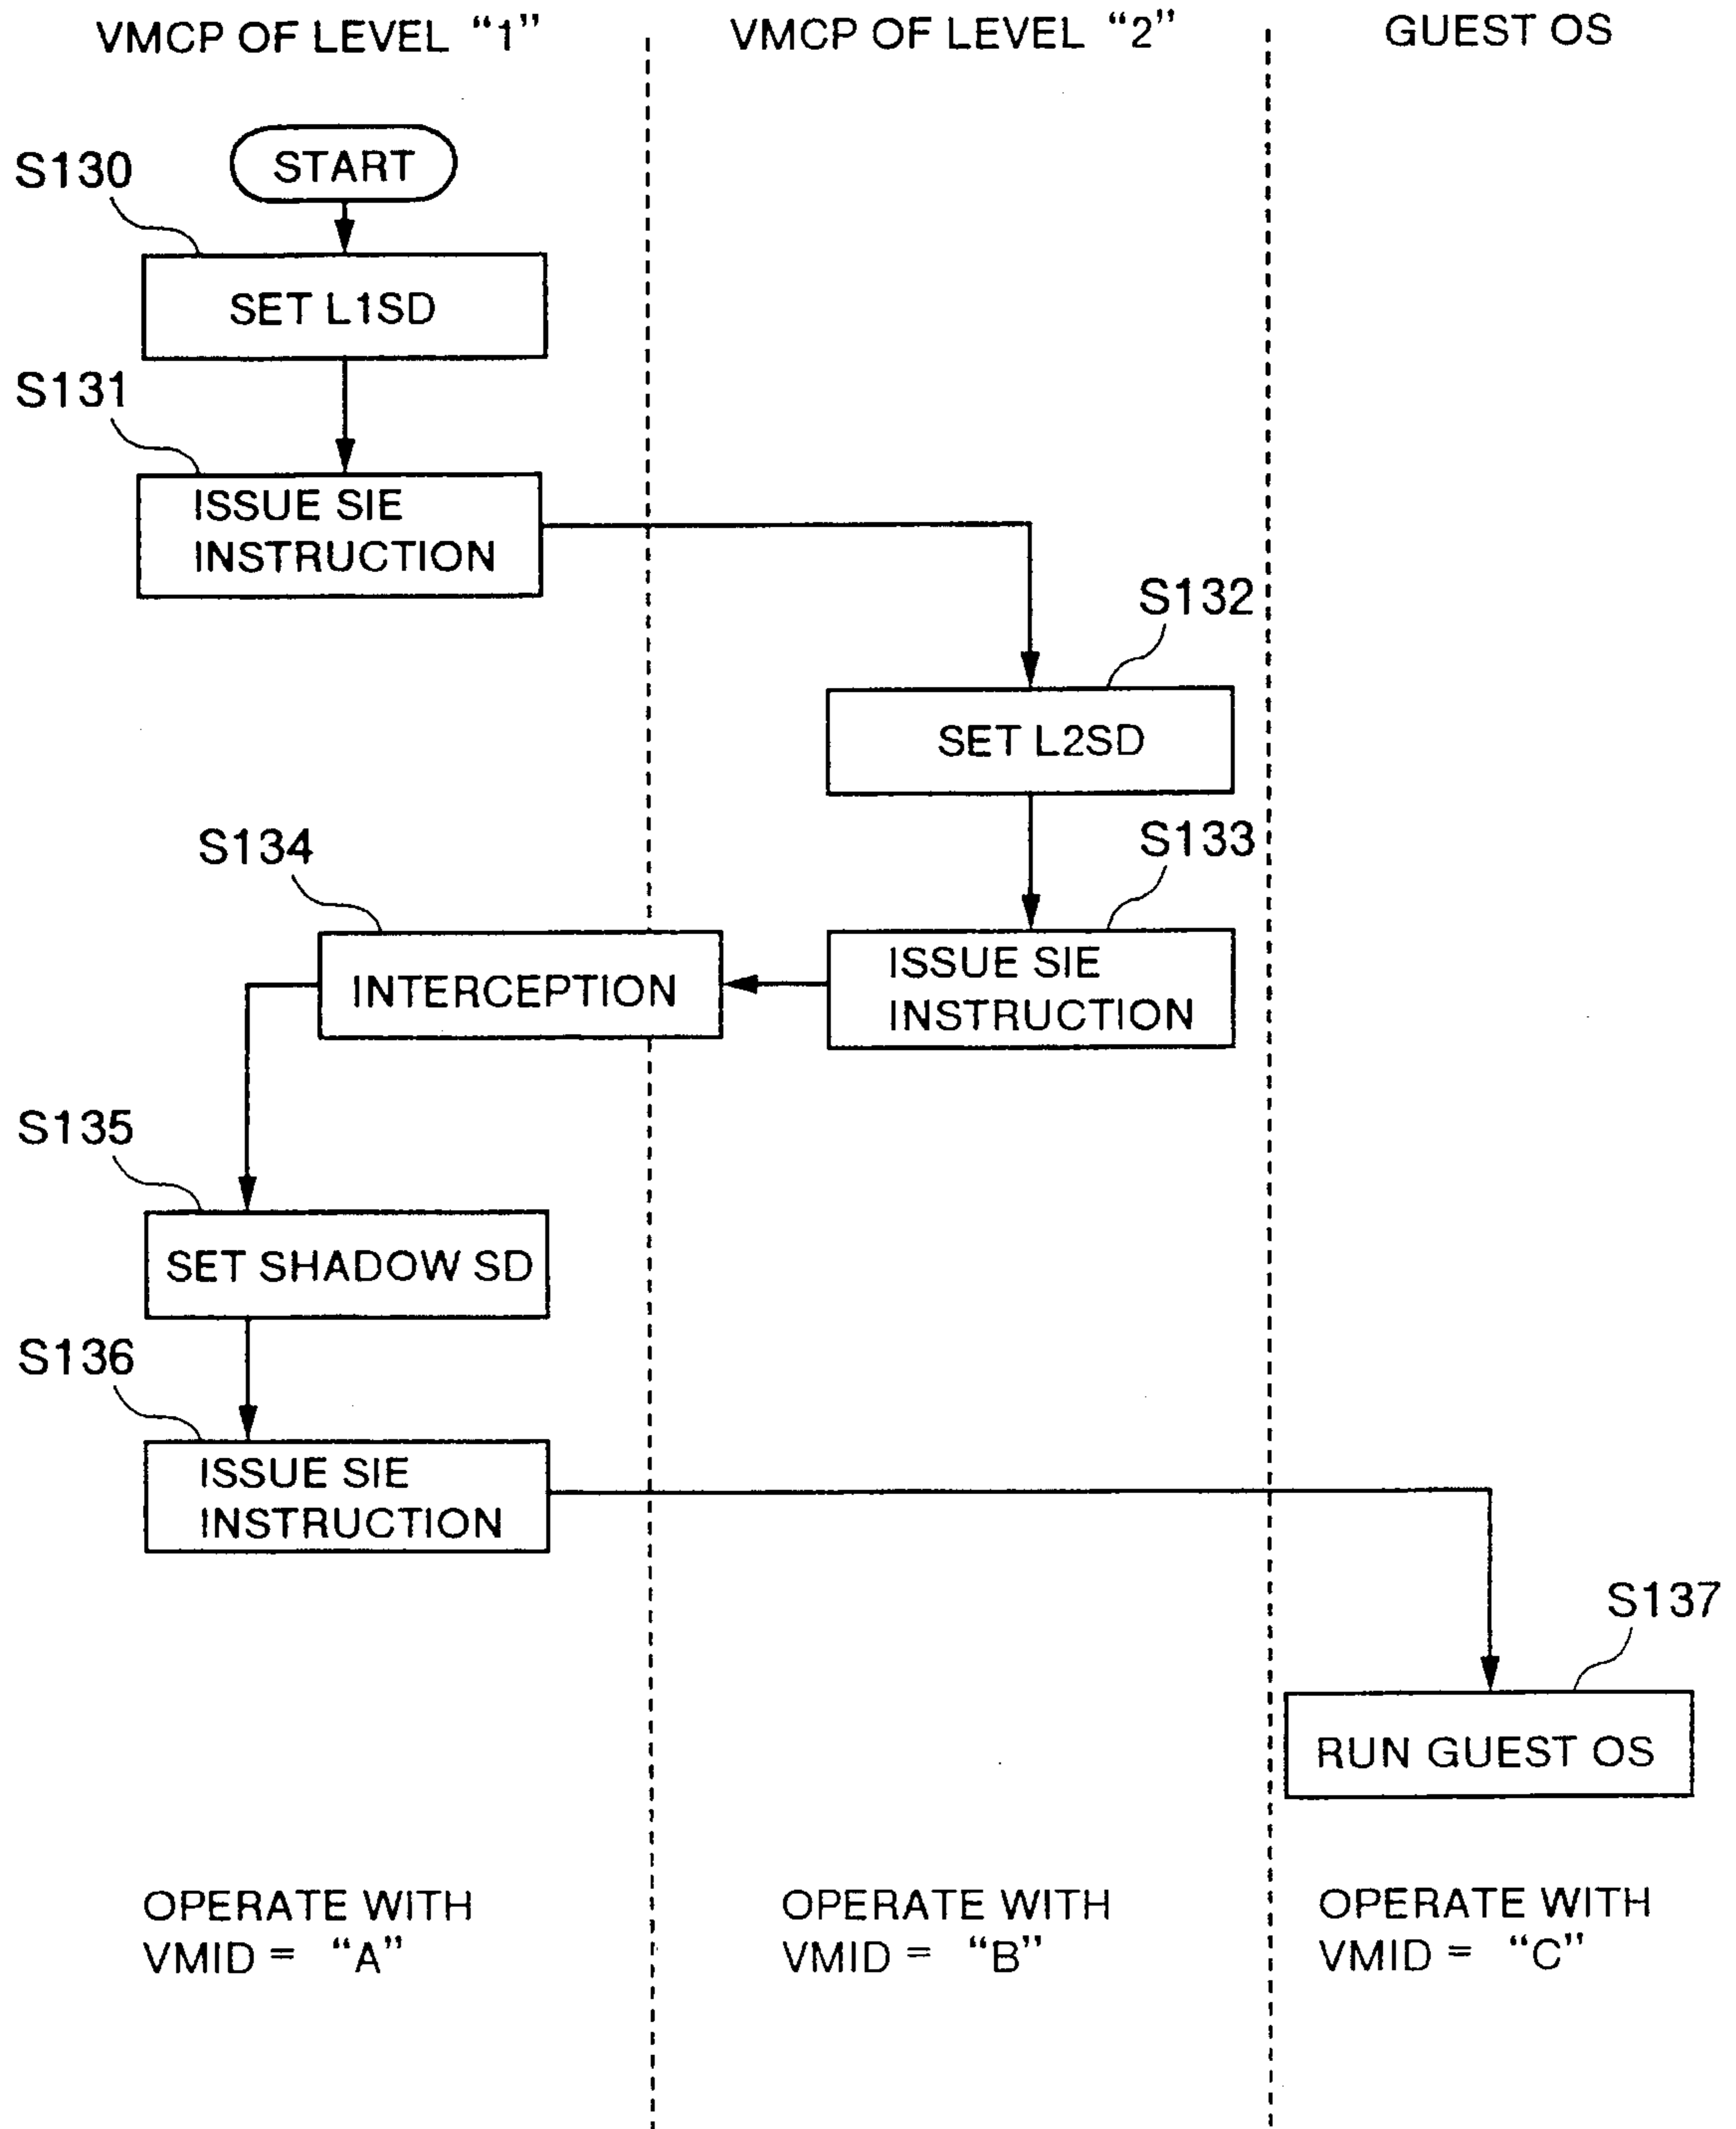 VMCP OF LEVEL “1”
VMCP OF LEVEL “2”
GUEST OS
START
S130
SET L1SD
S131
ISSUE SIE
INSTRUCTION
S132
SET L2SD
S133
ISSUE SIE
INSTRUCTION
S134
INTERCEPTION
S135
SET SHADOW SD
S136
ISSUE SIE
INSTRUCTION
S137
RUN GUEST OS
OPERATE WITH
VMID = “A”
OPERATE WITH
VMID = “B”
OPERATE WITH
VMID = “C”